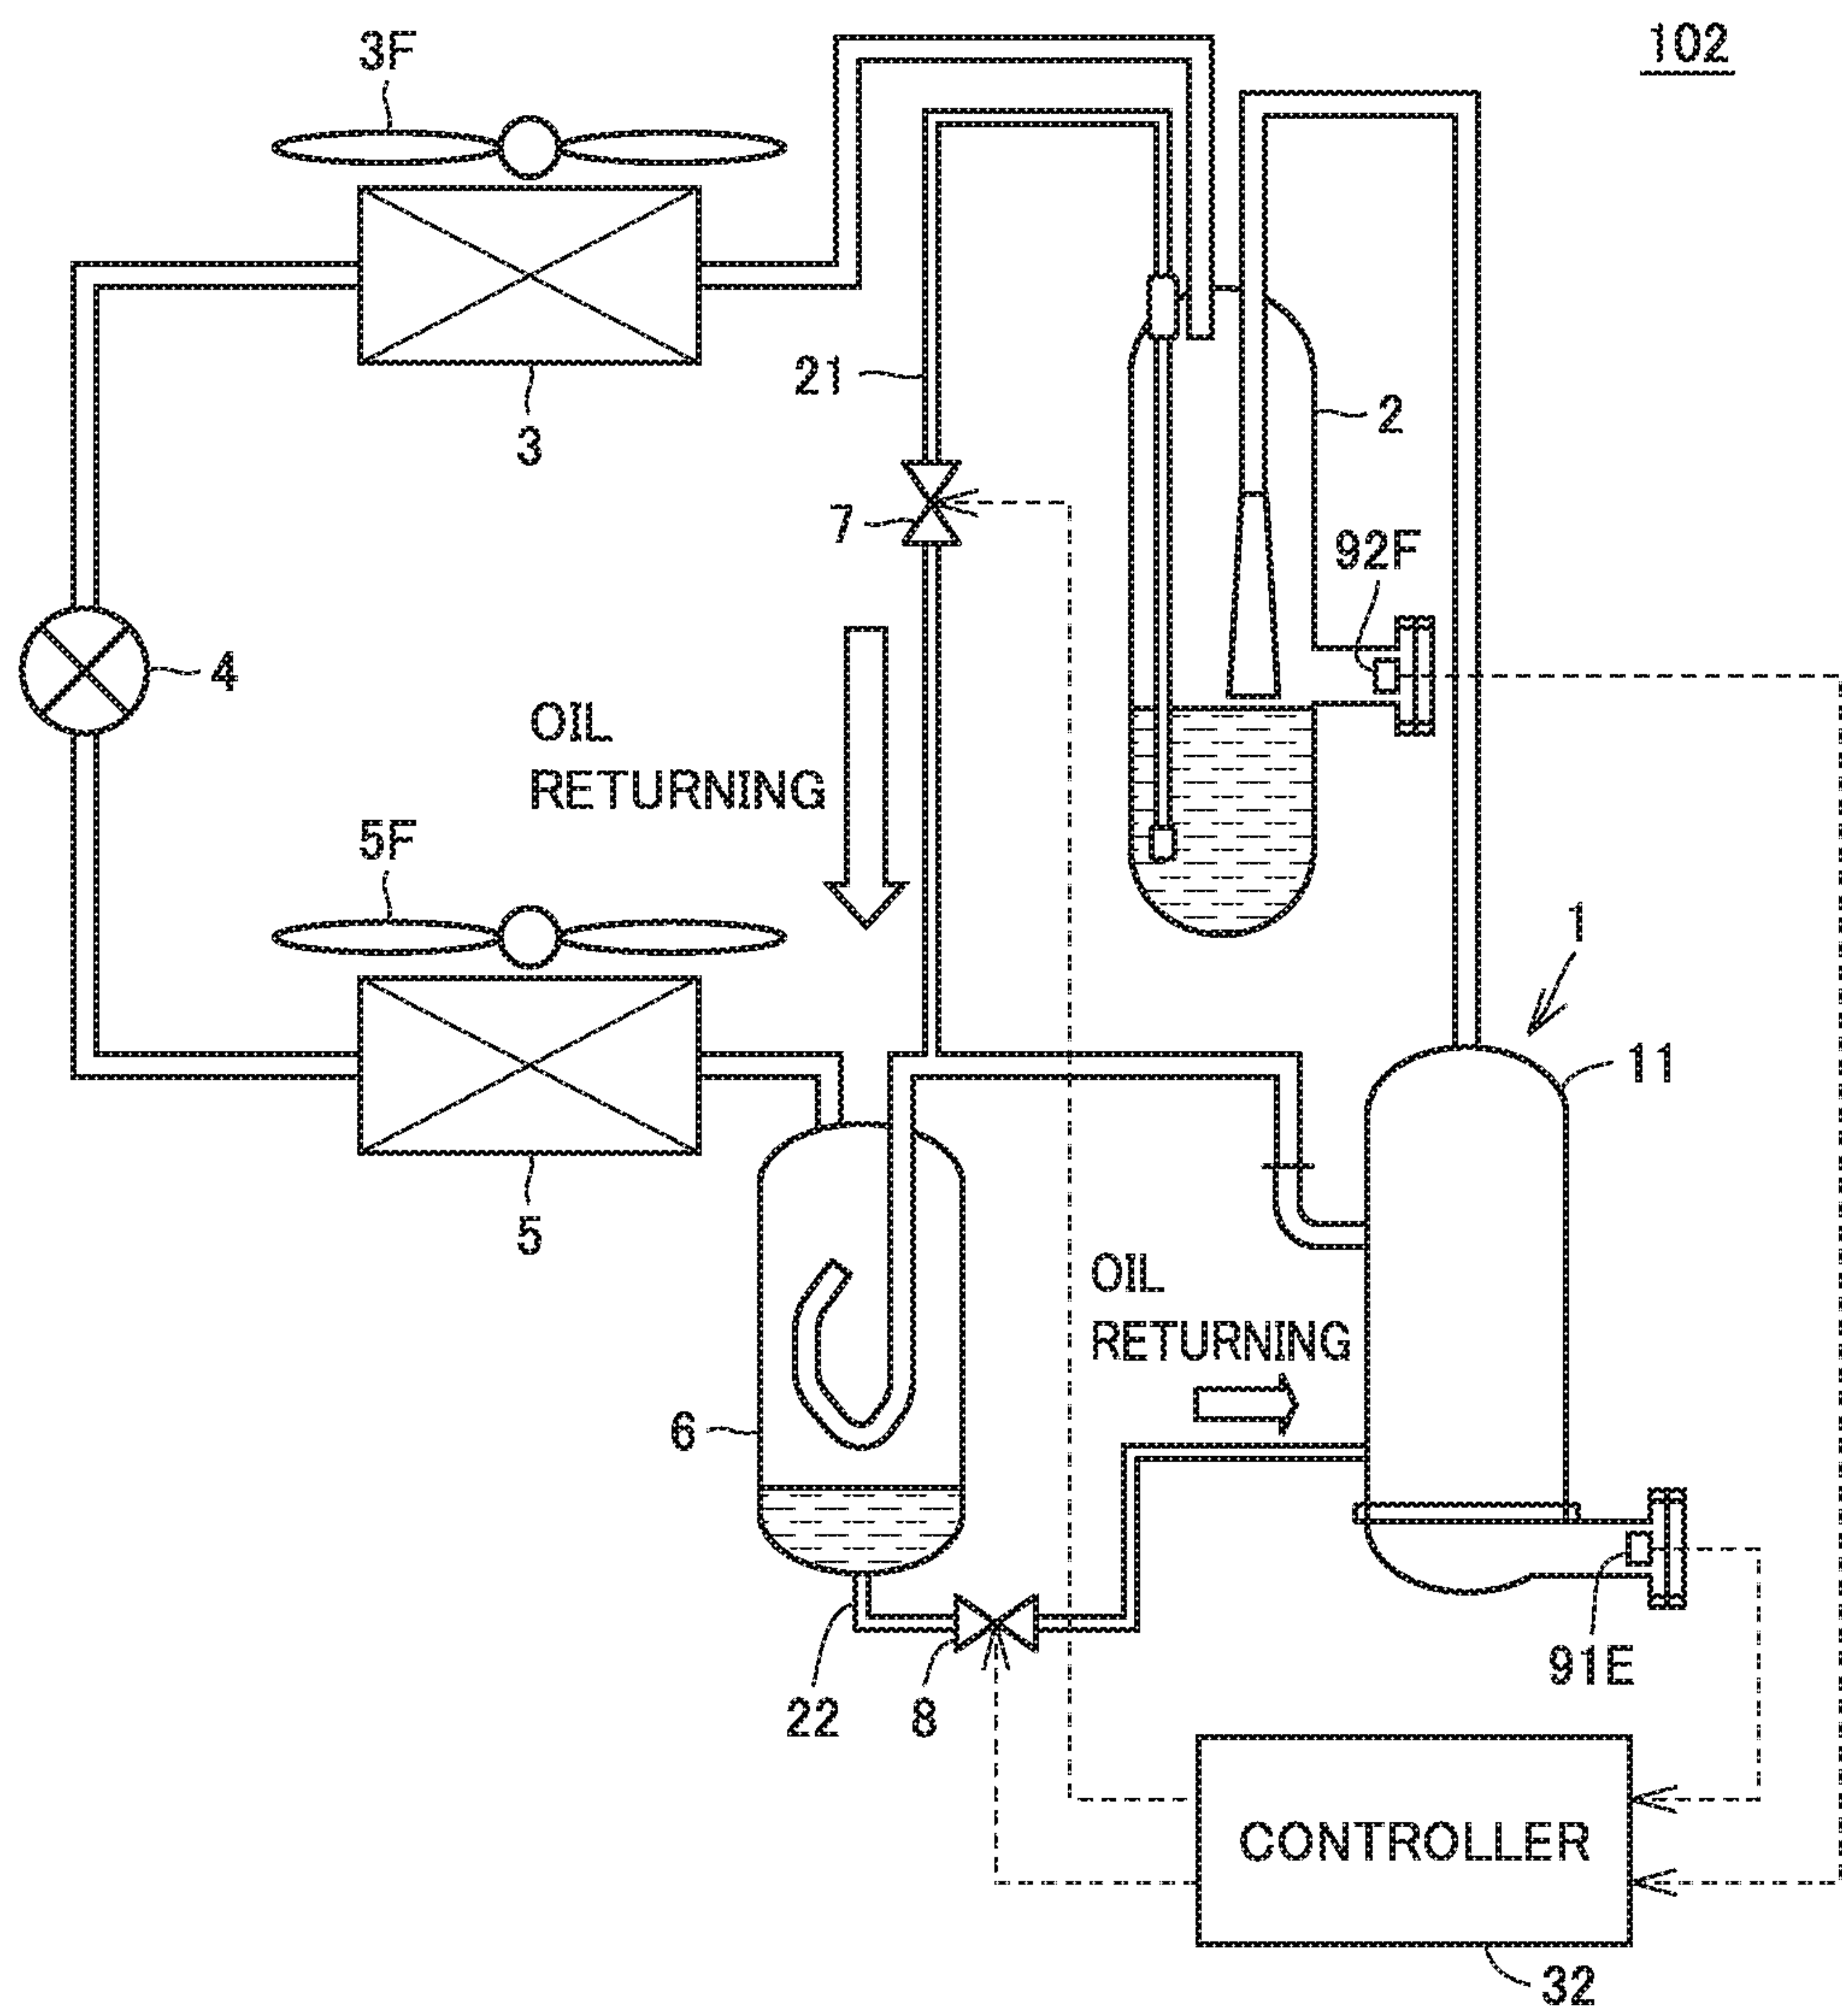 102
3F
3
21
2
7
92F
4
OIL
RETURNING
5F
1
11
5
OIL
RETURNING
6
91E
22
8
CONTROLLER
32